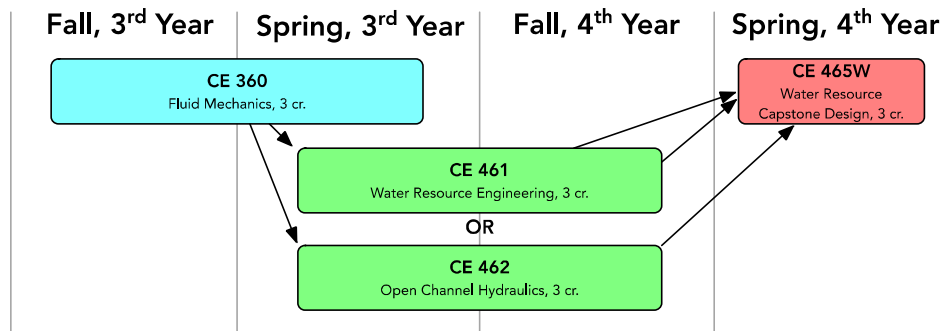 Fall, 3rd Year
Spring, 3rd Year
Fall, 4th Year
Spring, 4th Year
CE 360
Fluid Mechanics, 3 cr.
CE 465W
Water Resource
Capstone Design, 3 cr.
CE 461
Water Resource Engineering, 3 cr.
OR
CE 462
Open Channel Hydraulics, 3 cr.